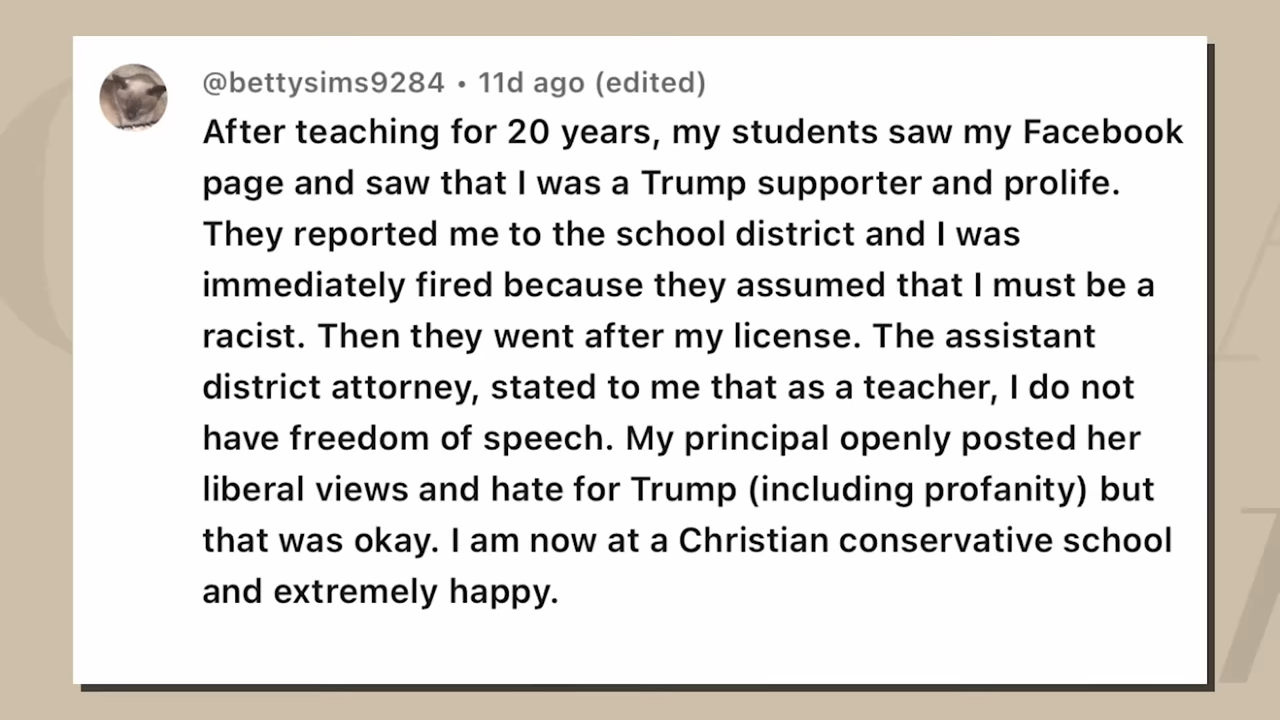 @bettysims9284 • 11d ago (edited)
After teaching for 20 years, my students saw my Facebook
page and saw that I was a Trump supporter and prolife.
They reported me to the school district and I was
immediately fired because they assumed that I must be a
racist. Then they went after my license. The assistant
district attorney, stated to me that as a teacher, I do not
have freedom of speech. My principal openly posted her
liberal views and hate for Trump (including profanity) but
that was okay. I am now at a Christian conservative school
and extremely happy.